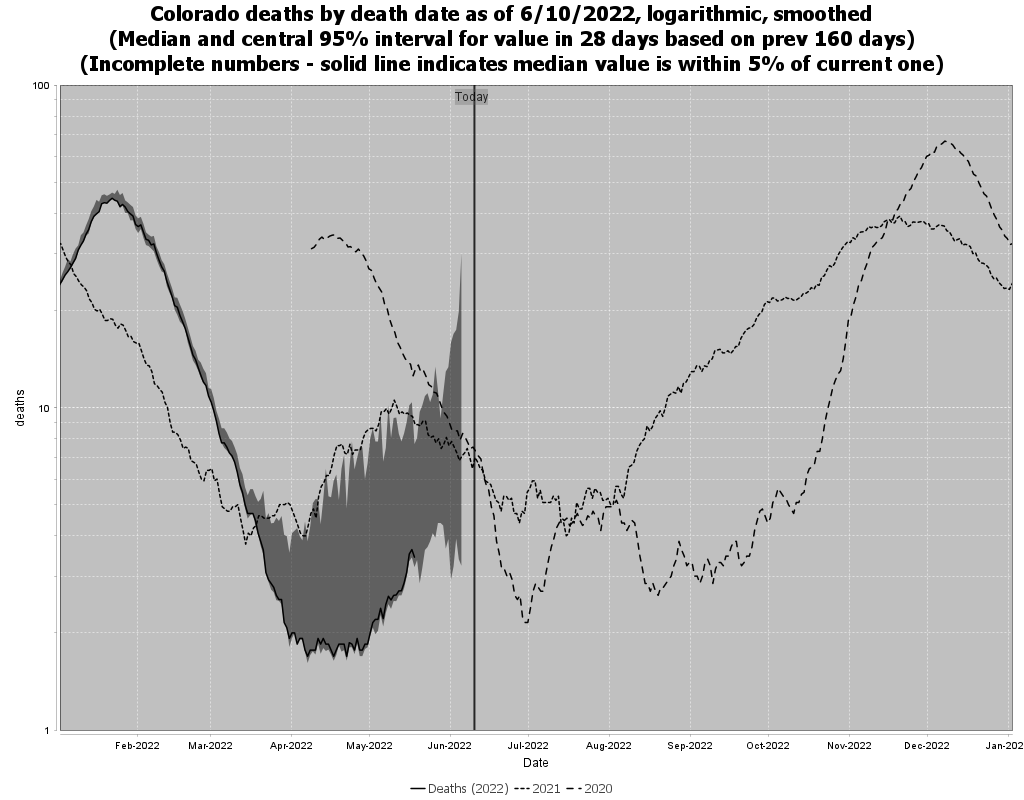 Colorado deaths by death date as of 6/10/2022, logarithmic, smoothed
(Median and central 95% interval for value in 28 days based on prev 160 days)
(Incomplete numbers - solid line indicates median value is within 5% of current one)
100
Today
10
deaths
1
Feb-2022 Mar-2022 Apr-2022 May-2022 Jun-2022 Jul-2022 Aug-2022 Sep-2022 Oct-2022 Nov-2022 Dec-2022 Jan-202
Date
Deaths (2022) 2021 2020